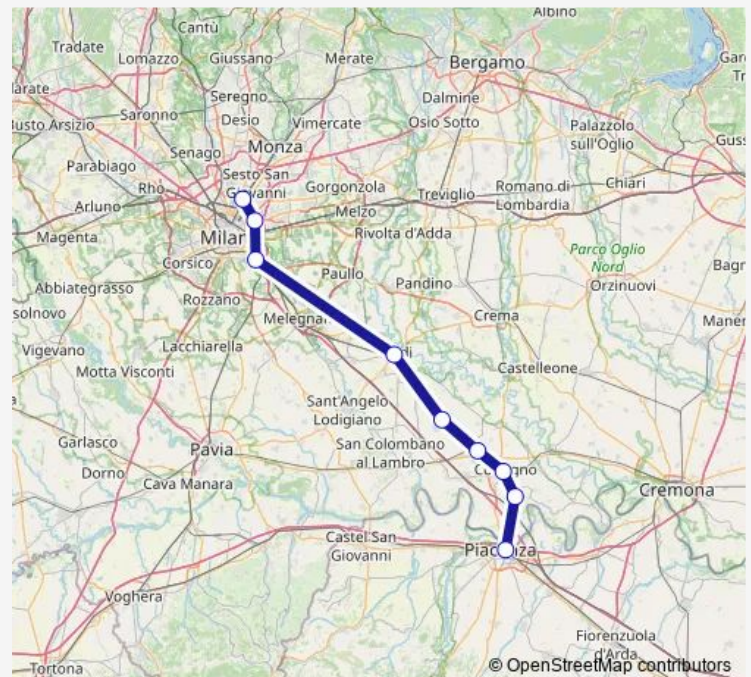 Albino
Cantù
Tradate
Lomazzo
Giussano
Merate
Bergamo
Seregno
Dalmine
Saronno
Desio
Vimercate
Osio Sotto
Palazzolo
sull'Oglio
Senago
Monza
Parabiago
Rho
Sesto San
Giovanni
Gorgonzola
Treviglio
Romano di
Lombardia
Chiari
Arluno
Melzo
Magenta
Rivolta d'Adda
Corsico
Paullo
Pandino
Parco Oglio
Nord
Orzinuovi
Abbiategrasso
Rozzano
Crema
Vigevano
Lacchiarella
Motta Visconti
Castelleone
Sant'Angelo
Lodigiano
Garlasco
Pavia
San Colombano
al Lambro
Dorno
Cava Manara
Cremona
Castel San
Giovanni
Voghera
Fiorenzuola
d'Arda
Tortona
© OpenStreetMap contributors